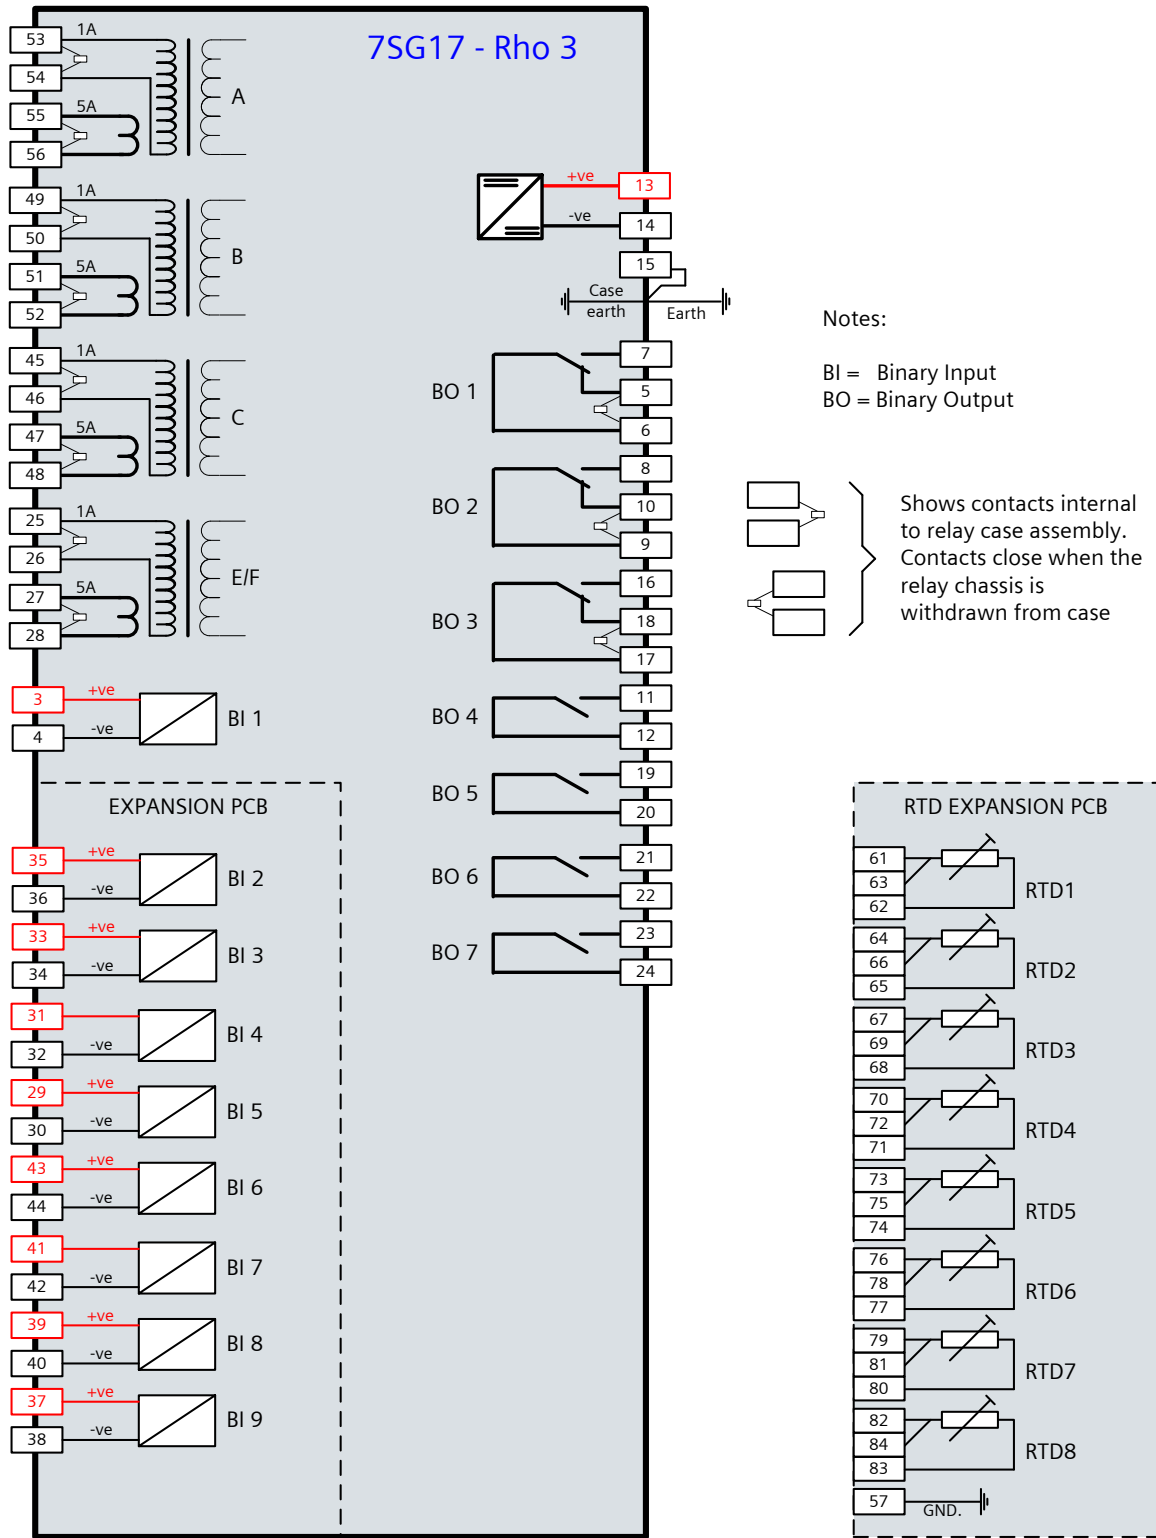 7SG17 - Rho 3
53
1A
54
55
5A
56
A
49
1A
50
51
5A
52
B
45
1A
46
47
5A
48
C
25
1A
26
27
5A
28
E/F
3
+ve
4
-ve
BI 1
EXPANSION PCB
35
+ve
36
-ve
BI 2
33
+ve
34
-ve
BI 3
31
32
-ve
BI 4
29
+ve
30
-ve
BI 5
43
+ve
44
-ve
BI 6
41
42
-ve
BI 7
39
+ve
40
-ve
BI 8
37
+ve
38
-ve
BI 9
+ve
13
-ve
14
15
Case
earth
Earth
BO 1
7
5
6
BO 2
8
10
9
BO 3
16
18
17
BO 4
11
12
BO 5
19
20
BO 6
21
22
BO 7
23
24
Notes:
BI = Binary Input
BO = Binary Output
Shows contacts internal
to relay case assembly.
Contacts close when the
relay chassis is
withdrawn from case
RTD EXPANSION PCB
61
63
62
RTD1
64
66
65
RTD2
67
69
68
RTD3
70
72
71
RTD4
73
75
74
RTD5
76
78
77
RTD6
79
81
80
RTD7
82
84
83
RTD8
57
GND.